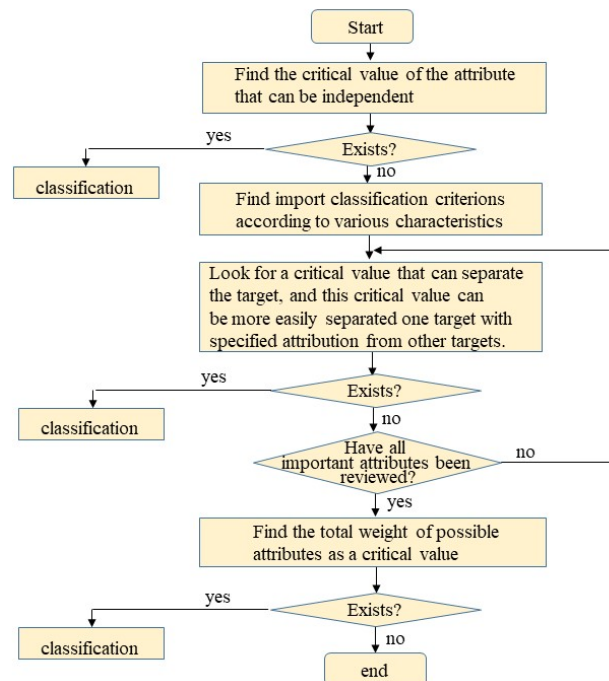 Start
Find the critical value of the attribute
that can be independent
yes
Exists?
no
classification
Find import classification criterions
according to various characteristics
Look for a critical value that can separate
the target, and this critical value can
be more easily separated one target with
specified attribution from other targets.
yes
Exists?
no
classification
Have all
important attributes been
reviewed?
no
yes
Find the total weight of possible
attributes as a critical value
yes
Exists?
no
classification
end